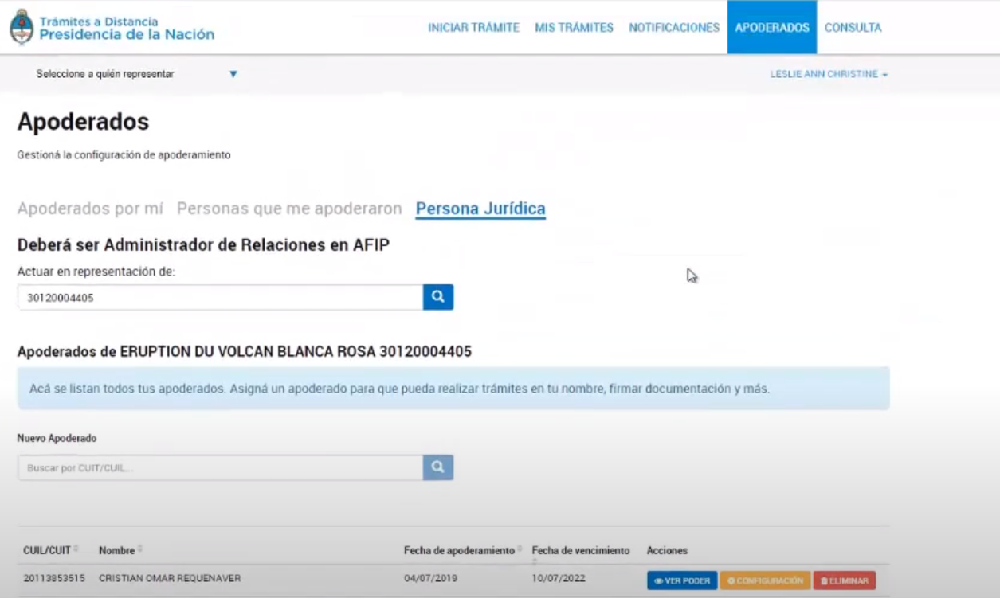 Trámites a Distancia
Presidencia de la Nación
INICIAR TRÁMITE MIS TRÁMITES NOTIFICACIONES APODERADOS CONSULTA
Seleccione a quién representar
LESLIE ANN CHRISTINE
Apoderados
Gestioná la configuración de apoderamiento
Apoderados por mí Personas que me apoderaron Persona Jurídica
Deberá ser Administrador de Relaciones en AFIP
Actuar en representación de:
30120004405
Apoderados de ERUPTION DU VOLCAN BLANCA ROSA 30120004405
Acá se listan todos tus apoderados. Asigná un apoderado para que pueda realizar trámites en tu nombre, firmar documentación y más.
Nuevo Apoderado
Buscar por CUIT/CUIL...
CUIL/CUIT Nombre Fecha de apoderamiento Fecha de vencimiento Acciones
20113853515 CRISTIAN OMAR REQUENAVER 04/07/2019 10/07/2022 VER PODER CONFIGURACIÓN ELIMINAR